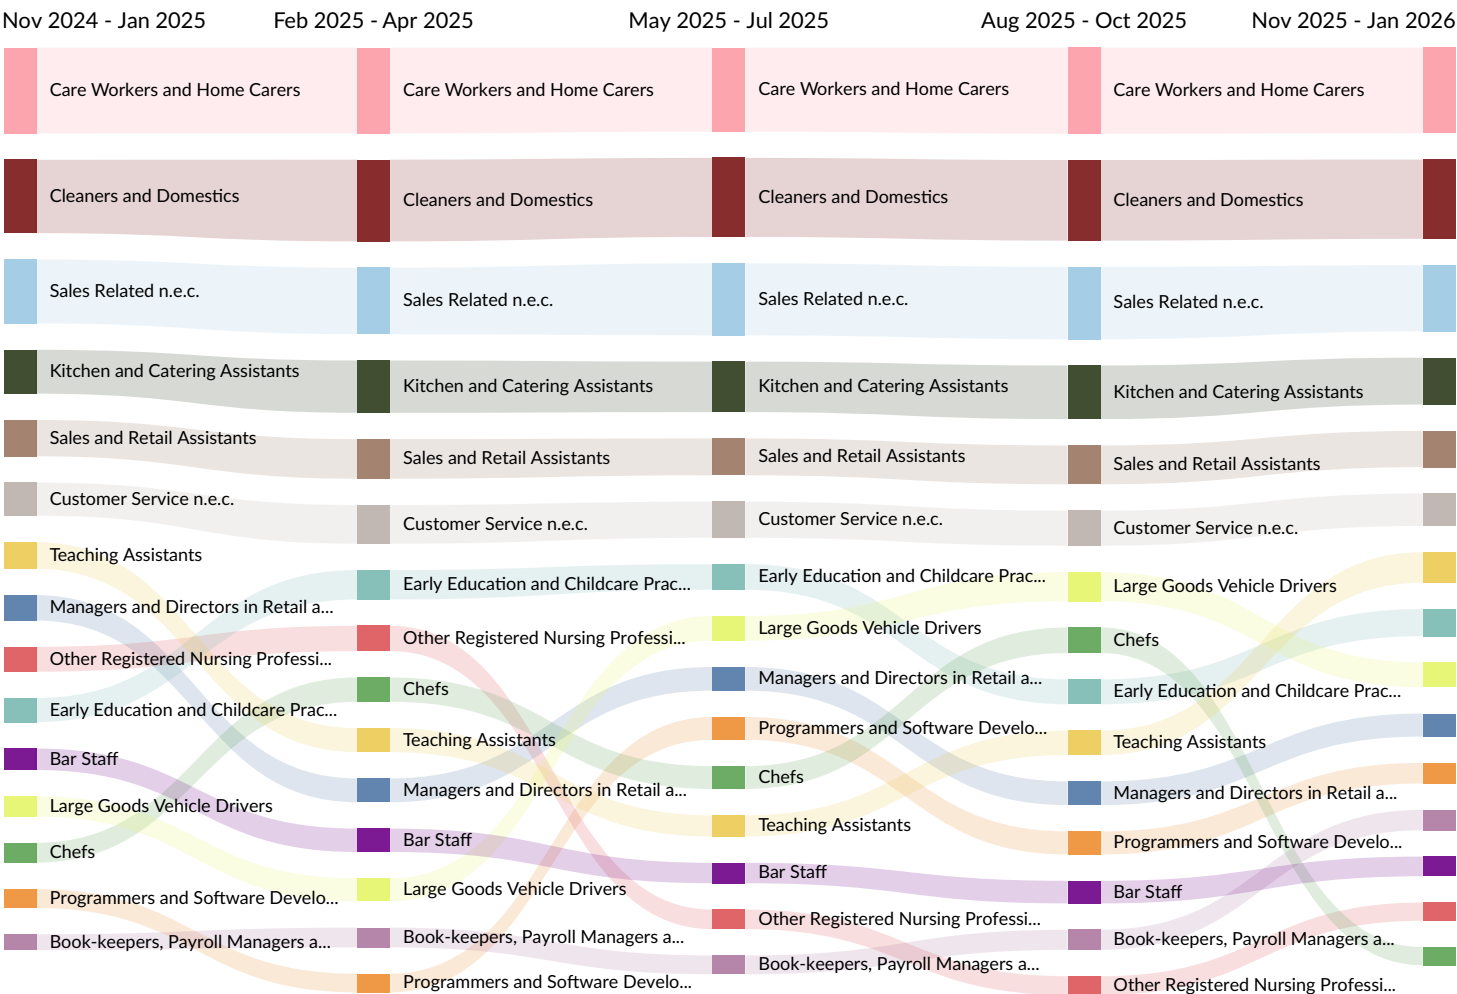 Nov 2024 - Jan 2025
Feb 2025 - Apr 2025
May 2025 - Jul 2025
Aug 2025 - Oct 2025
Nov 2025 - Jan 2026
Care Workers and Home Carers
Cleaners and Domestics
Sales Related n.e.c.
Kitchen and Catering Assistants
Sales and Retail Assistants
Customer Service n.e.c.
Teaching Assistants
Managers and Directors in Retail a...
Other Registered Nursing Professi...
Early Education and Childcare Prac...
Bar Staff
Large Goods Vehicle Drivers
Chefs
Programmers and Software Develo...
Book-keepers, Payroll Managers a...
Care Workers and Home Carers
Cleaners and Domestics
Sales Related n.e.c.
Kitchen and Catering Assistants
Sales and Retail Assistants
Customer Service n.e.c.
Early Education and Childcare Prac...
Other Registered Nursing Professi...
Chefs
Teaching Assistants
Managers and Directors in Retail a...
Bar Staff
Large Goods Vehicle Drivers
Book-keepers, Payroll Managers a...
Programmers and Software Develo...
Care Workers and Home Carers
Cleaners and Domestics
Sales Related n.e.c.
Kitchen and Catering Assistants
Sales and Retail Assistants
Customer Service n.e.c.
Early Education and Childcare Prac...
Large Goods Vehicle Drivers
Managers and Directors in Retail a...
Programmers and Software Develo...
Chefs
Teaching Assistants
Bar Staff
Other Registered Nursing Professi...
Book-keepers, Payroll Managers a...
Care Workers and Home Carers
Cleaners and Domestics
Sales Related n.e.c.
Kitchen and Catering Assistants
Sales and Retail Assistants
Customer Service n.e.c.
Large Goods Vehicle Drivers
Chefs
Early Education and Childcare Prac...
Teaching Assistants
Managers and Directors in Retail a...
Programmers and Software Develo...
Bar Staff
Book-keepers, Payroll Managers a...
Other Registered Nursing Professi...